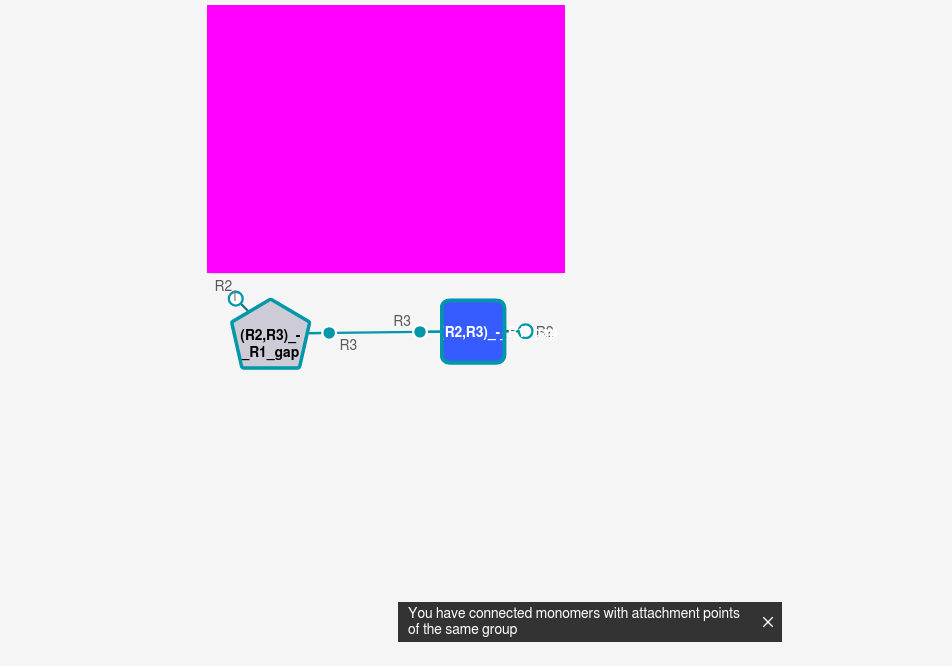 R2
R3
(R2,R3)_-
_R1_gap
R3
R2,R3)_-_
R2
You have connected monomers with attachment points
of the same group